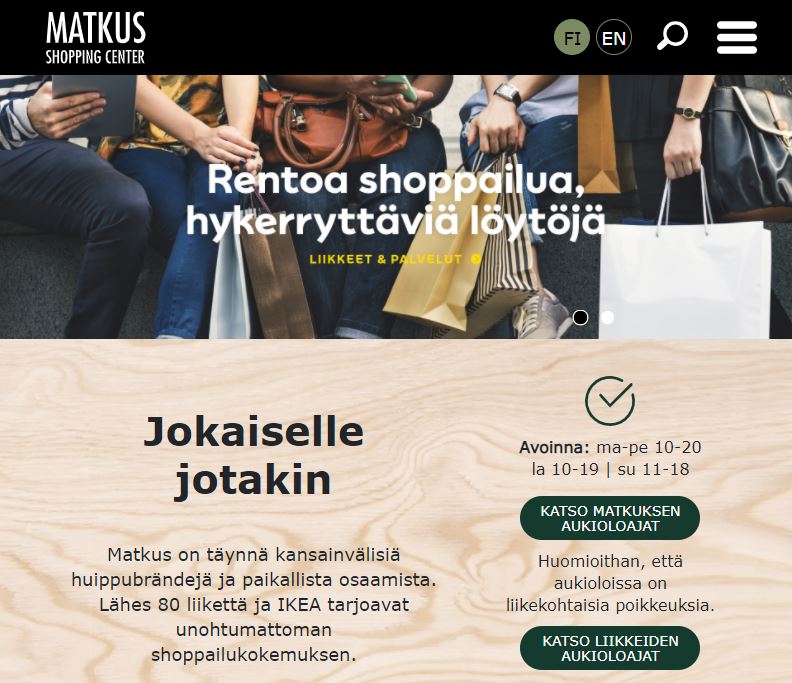 MATKUS
SHOPPING CENTER
FI
EN
Rentoa shoppailua,
hykerryttäviä löytöjä
LIIKKEET & PALVELUT
Jokaiselle
jotakin
Matkus on täynnä kansainvälisiä
huippubrändejä ja paikallista osaamista.
Lähes 80 liikettä ja IKEA tarjoavat
unohtumattoman
shoppailukokemuksen.
Avoinna: ma-pe 10-20
la 10-19 | su 11-18
KATSO MATKUKSEN
AUKIOLOAJAT
Huomioithan, että
aukioloissa on
liikekohtaisia poikkeuksia.
KATSO LIIKKEIDEN
AUKIOLOAJAT